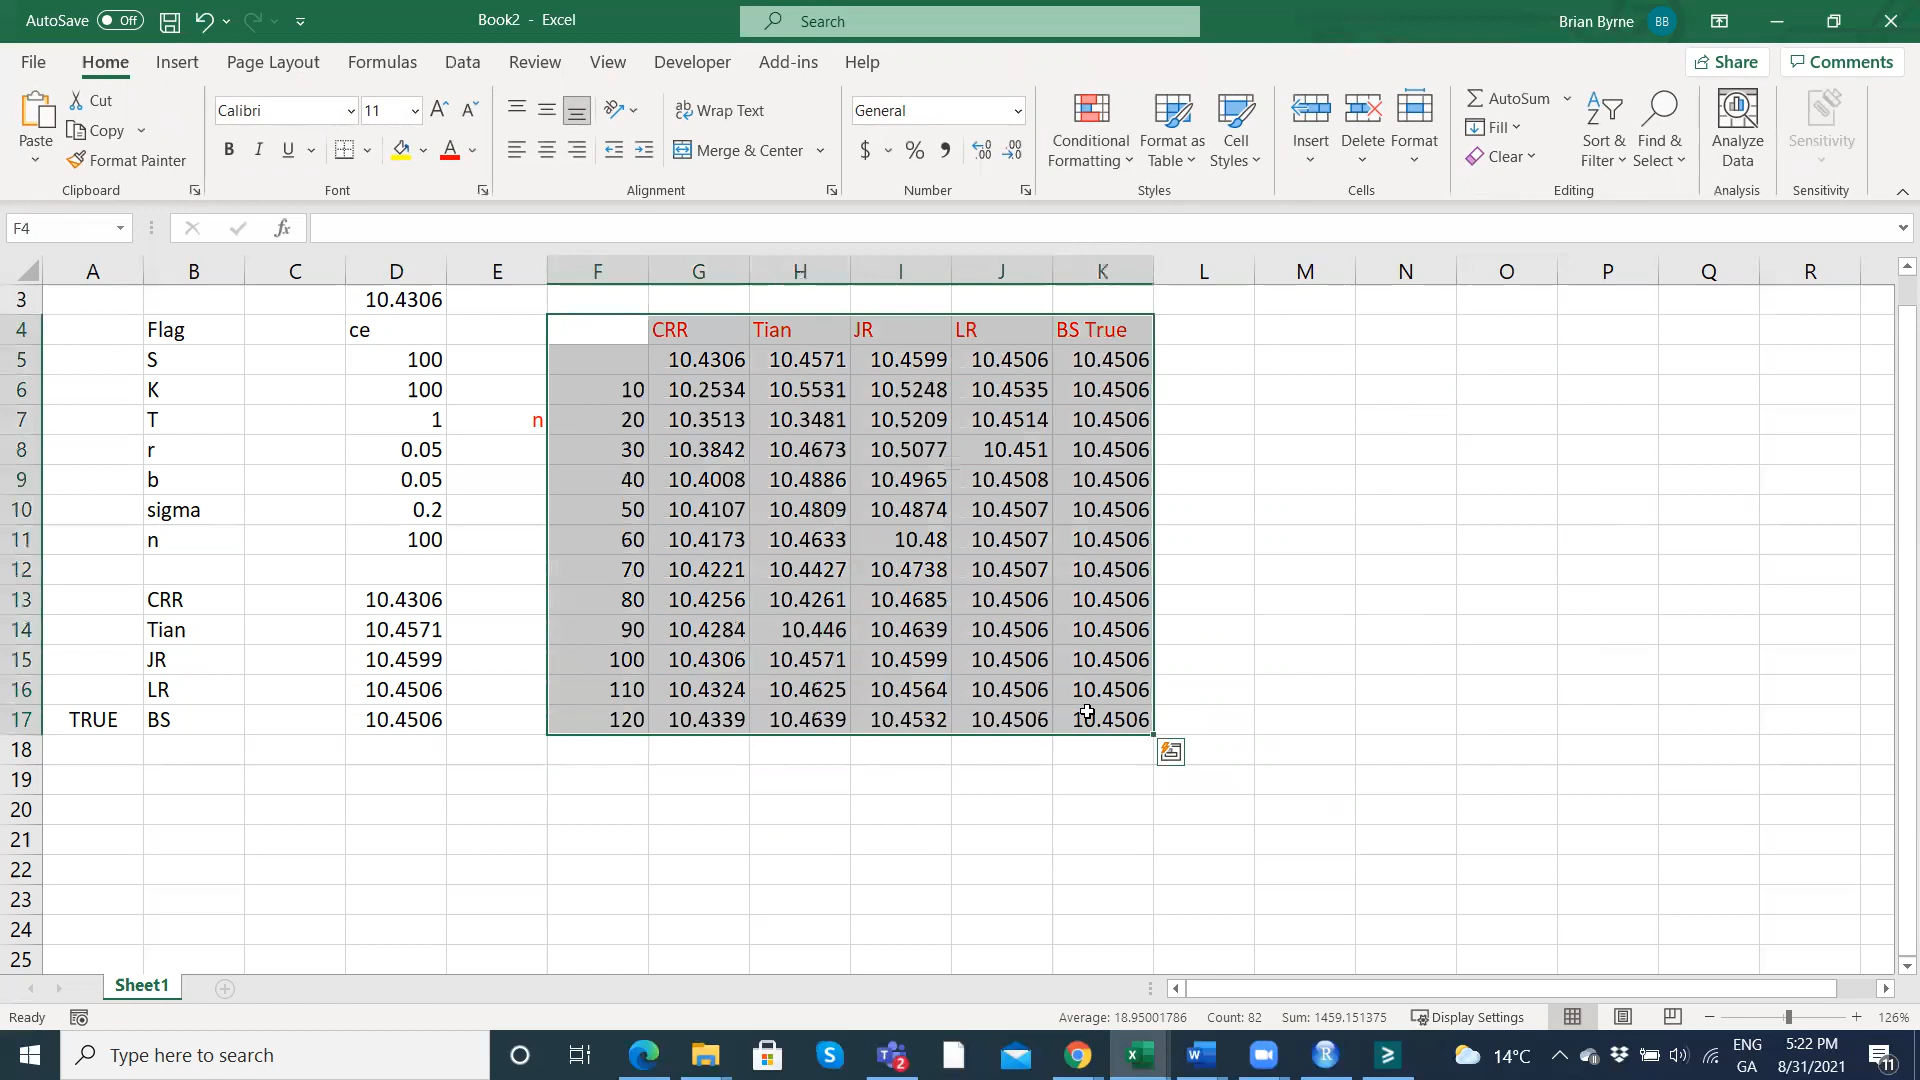 AutoSave Off Book2 - Excel Search Brian Byrne BB
File Home Insert Page Layout Formulas Data Review View Developer Add-ins Help Share Comments
Paste Cut Copy Format Painter Clipboard
Calibri 11 B I U Font
Wrap Text Merge & Center Alignment
General $ % Number
Conditional Formatting Format as Table Cell Styles Styles
Insert Delete Format Cells
AutoSum Fill Clear Sort & Filter Find & Select Editing
Analyze Data Analysis
Sensitivity Sensitivity
F4 fx
A B C D E F G H I J K L M N O P Q R
3 10.4306
4 Flag ce CRR Tian JR LR BS True
5 S 100 10.4306 10.4571 10.4599 10.4506 10.4506
6 K 100 10 10.2534 10.5531 10.5248 10.4535 10.4506
7 T 1 n 20 10.3513 10.3481 10.5209 10.4514 10.4506
8 r 0.05 30 10.3842 10.4673 10.5077 10.451 10.4506
9 b 0.05 40 10.4008 10.4886 10.4965 10.4508 10.4506
10 sigma 0.2 50 10.4107 10.4809 10.4874 10.4507 10.4506
11 n 100 60 10.4173 10.4633 10.48 10.4507 10.4506
12 70 10.4221 10.4427 10.4738 10.4507 10.4506
13 CRR 10.4306 80 10.4256 10.4261 10.4685 10.4506 10.4506
14 Tian 10.4571 90 10.4284 10.446 10.4639 10.4506 10.4506
15 JR 10.4599 100 10.4306 10.4571 10.4599 10.4506 10.4506
16 LR 10.4506 110 10.4324 10.4625 10.4564 10.4506 10.4506
17 TRUE BS 10.4506 120 10.4339 10.4639 10.4532 10.4506 10.4506
18
19
20
21
22
23
24
25
Sheet1
Ready Average: 18.95001786 Count: 82 Sum: 1459.151375 Display Settings 126%
Type here to search 2 14°C ENG GA 5:22 PM 8/31/2021 11